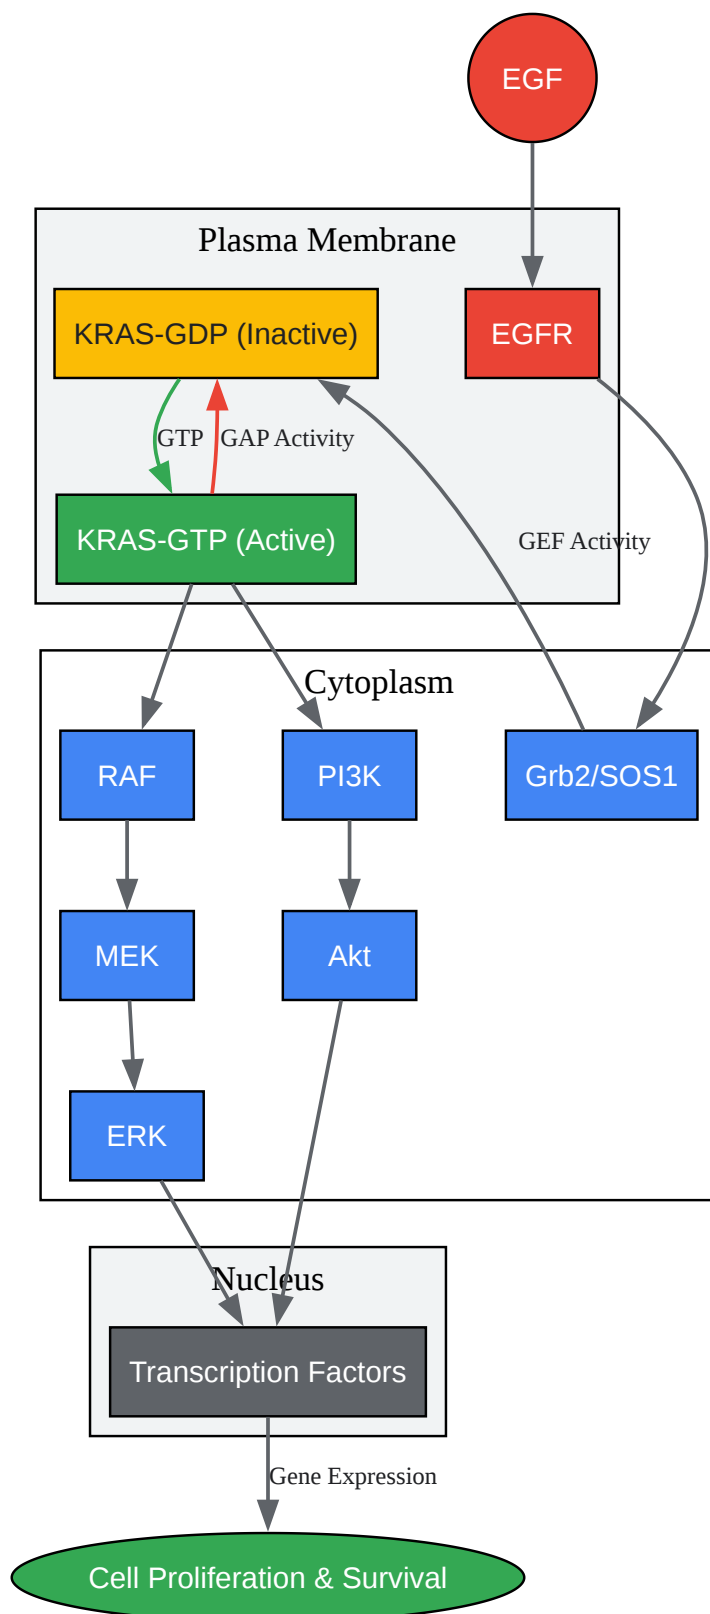 EGF
Plasma Membrane
KRAS-GDP (Inactive)
EGFR
GTP
GAP Activity
KRAS-GTP (Active)
GEF Activity
Cytoplasm
RAF
PI3K
Grb2/SOS1
MEK
Akt
ERK
Nucleus
Transcription Factors
Gene Expression
Cell Proliferation & Survival